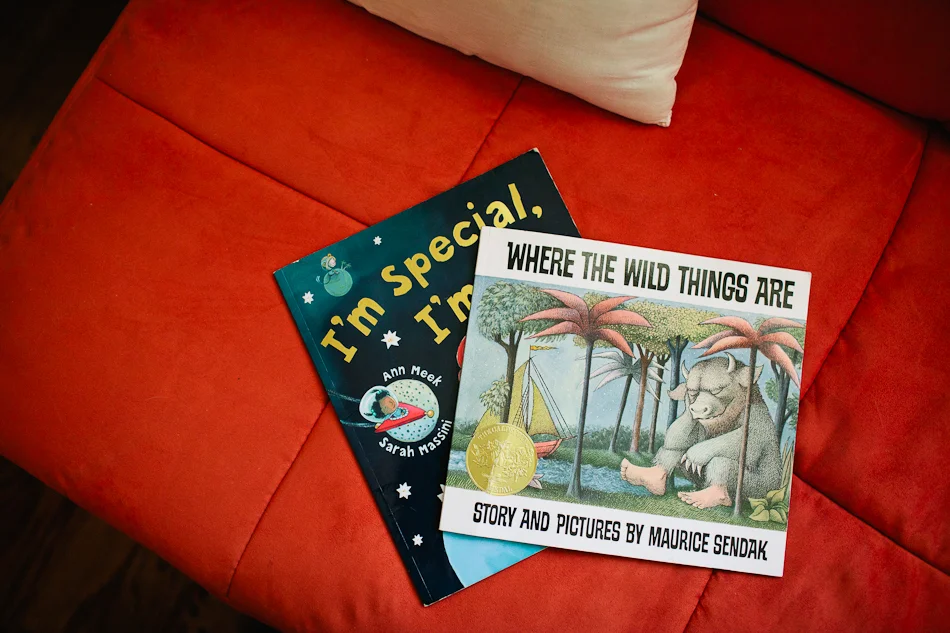 I'm Special,
I'm
Ann Meek
Sarah Massini
WHERE THE WILD THINGS ARE
STORY AND PICTURES BY MAURICE SENDAK